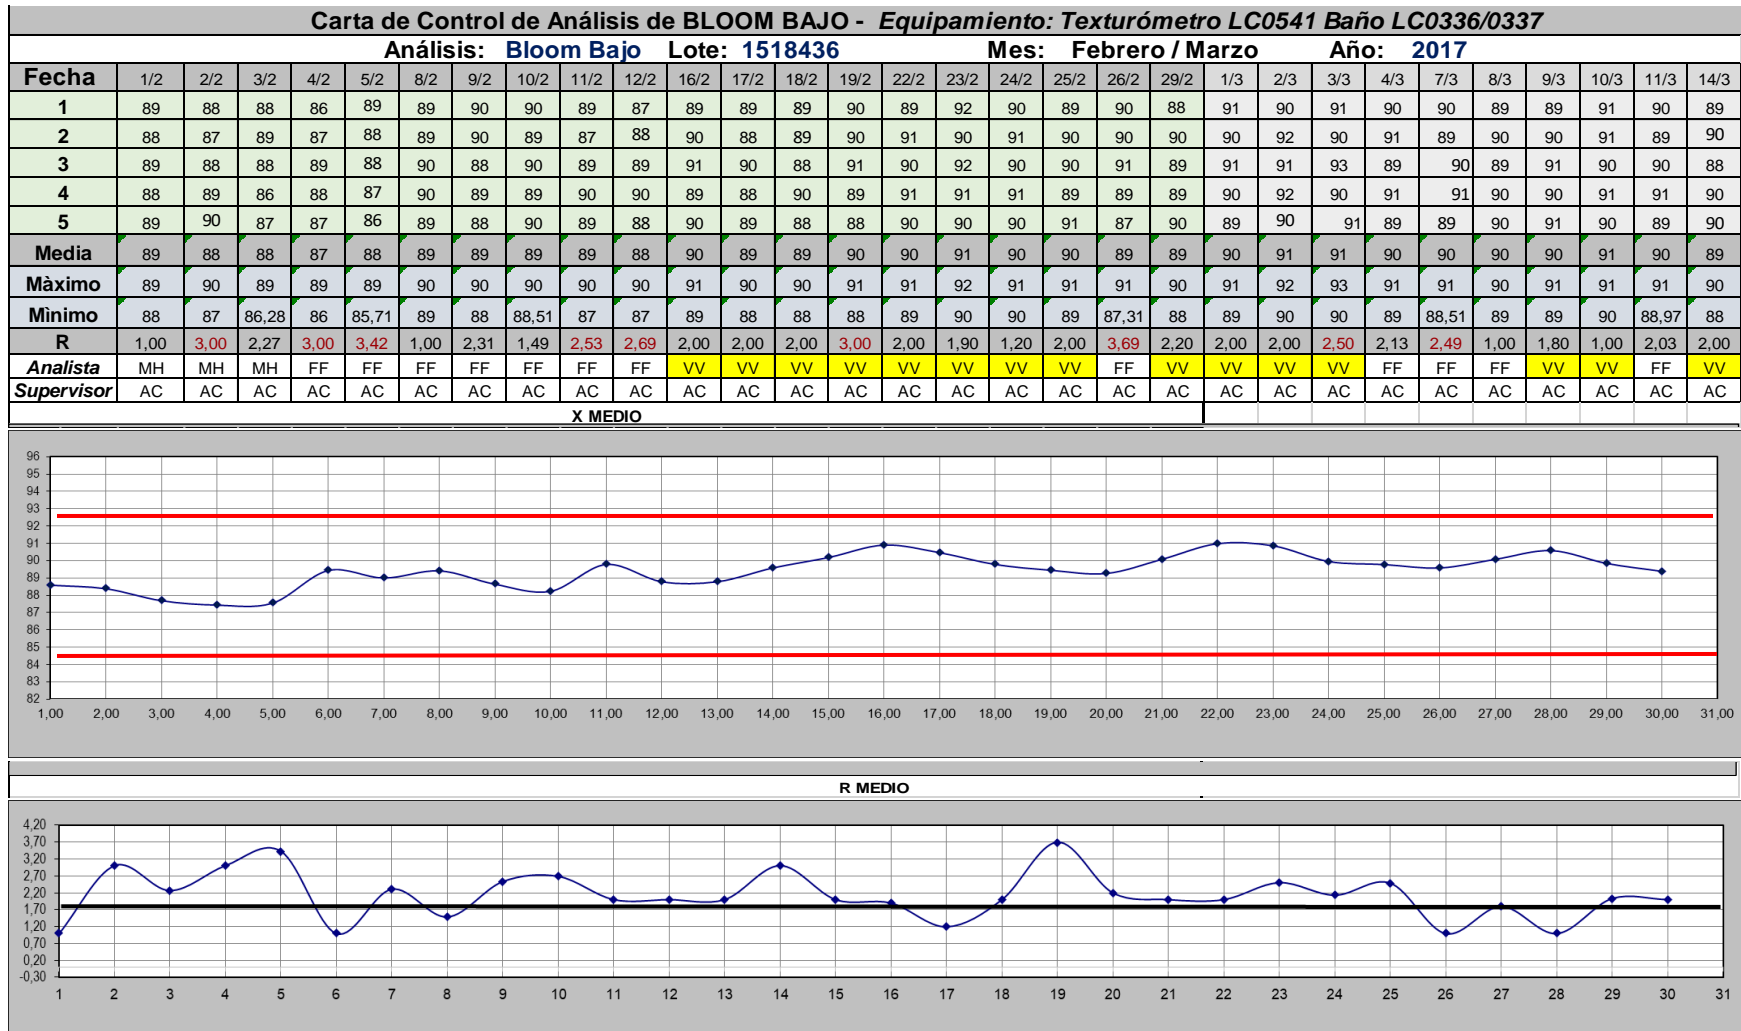 Carta de Control de Análisis de BLOOM BAJO - Equipamiento: Texturómetro LC0541 Baño LC0336/0337
Análisis: Bloom Bajo Lote: 1518436 Mes: Febrero / Marzo Año: 2017
Fecha 1/2 2/2 3/2 4/2 5/2 8/2 9/2 10/2 11/2 12/2 16/2 17/2 18/2 19/2 22/2 23/2 24/2 25/2 26/2 29/2 1/3 2/3 3/3 4/3 7/3 8/3 9/3 10/3 11/3 14/3
1 89 88 88 86 89 89 90 90 89 87 89 89 89 90 89 92 90 89 90 88 91 90 91 90 90 89 89 91 90 89
2 88 87 89 87 88 89 90 89 87 88 90 88 89 90 91 90 91 90 90 90 90 92 90 91 89 90 90 91 89 90
3 89 88 88 89 88 90 88 90 89 89 91 90 88 91 90 92 90 90 91 89 91 91 93 89 90 89 91 90 90 88
4 88 89 86 88 87 90 89 89 90 90 89 88 90 89 91 91 91 89 89 89 90 92 90 91 91 90 90 91 91 90
5 89 90 87 87 86 89 88 90 89 88 90 89 88 88 90 90 90 91 87 90 89 90 91 89 89 90 91 90 89 90
Media 89 88 88 87 88 89 89 89 89 88 90 89 89 90 90 91 90 90 89 89 90 91 91 90 90 90 90 91 90 89
Màximo 89 90 89 89 89 90 90 90 90 90 91 90 90 91 91 92 91 91 91 90 91 92 93 91 91 90 91 91 91 90
Mìnimo 88 87 86,28 86 85,71 89 88 88,51 87 87 89 88 88 88 89 90 90 89 87,31 88 89 90 90 89 88,51 89 89 90 88,97 88
R 1,00 3,00 2,27 3,00 3,42 1,00 2,31 1,49 2,53 2,69 2,00 2,00 2,00 3,00 2,00 1,90 1,20 2,00 3,69 2,20 2,00 2,00 2,50 2,13 2,49 1,00 1,80 1,00 2,03 2,00
Analista MH MH MH FF FF FF FF FF FF FF VV VV VV VV VV VV VV VV FF VV VV VV VV FF FF FF VV VV FF VV
Supervisor AC AC AC AC AC AC AC AC AC AC AC AC AC AC AC AC AC AC AC AC AC AC AC AC AC AC AC AC AC AC
X MEDIO
96
95
94
93
92
91
90
89
88
87
86
85
84
83
82
1,00 2,00 3,00 4,00 5,00 6,00 7,00 8,00 9,00 10,00 11,00 12,00 13,00 14,00 15,00 16,00 17,00 18,00 19,00 20,00 21,00 22,00 23,00 24,00 25,00 26,00 27,00 28,00 29,00 30,00 31,00
R MEDIO
4,20
3,70
3,20
2,70
2,20
1,70
1,20
0,70
0,20
-0,30
1 2 3 4 5 6 7 8 9 10 11 12 13 14 15 16 17 18 19 20 21 22 23 24 25 26 27 28 29 30 31